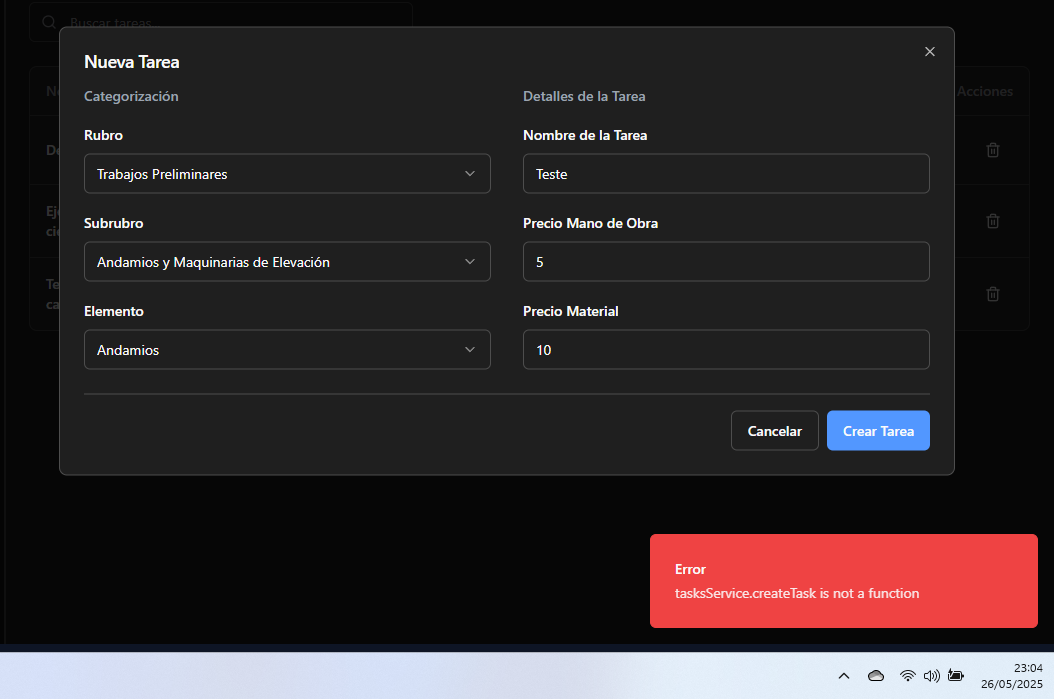 Buscar tareas...
Nueva Tarea
Categorización
Detalles de la Tarea
Acciones
Rubro
Nombre de la Tarea
Trabajos Preliminares
Teste
Subrubro
Precio Mano de Obra
Andamios y Maquinarias de Elevación
5
Elemento
Precio Material
Andamios
10
Cancelar
Crear Tarea
Error
tasksService.createTask is not a function
23:04
26/05/2025